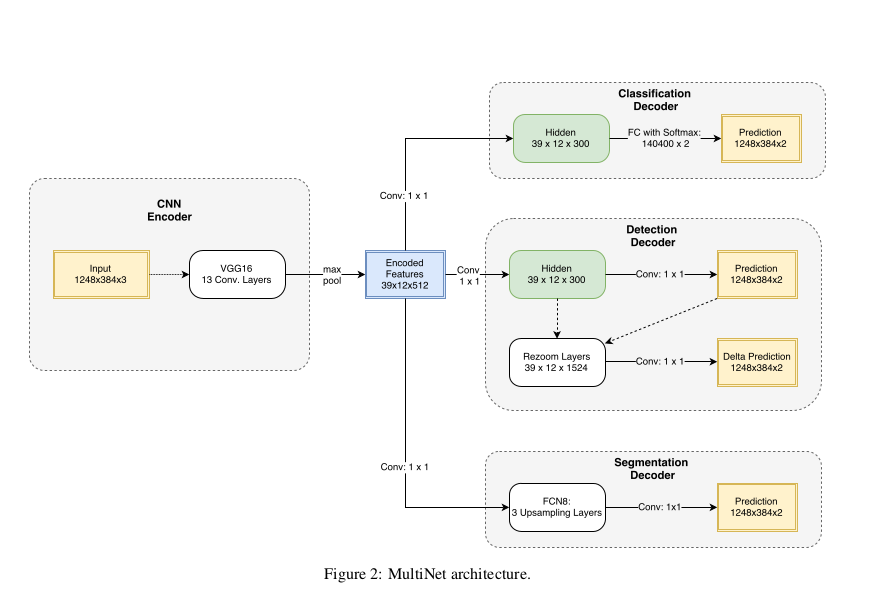 Classification
Decoder
Hidden
39 x 12 x 300
FC with Softmax:
140400 x 2
Prediction
1248x384x2
Conv: 1 x 1
CNN
Encoder
Input
1248x384x3
VGG16
13 Conv. Layers
max
pool
Encoded
Features
39x12x512
Conv
1 x 1
Detection
Decoder
Hidden
39 x 12 x 300
Conv: 1 x 1
Prediction
1248x384x2
Rezoom Layers
39 x 12 x 1524
Conv: 1 x 1
Delta Prediction
1248x384x2
Conv: 1 x 1
Segmentation
Decoder
FCN8:
3 Upsampling Layers
Conv: 1x1
Prediction
1248x384x2
Figure 2: MultiNet architecture.